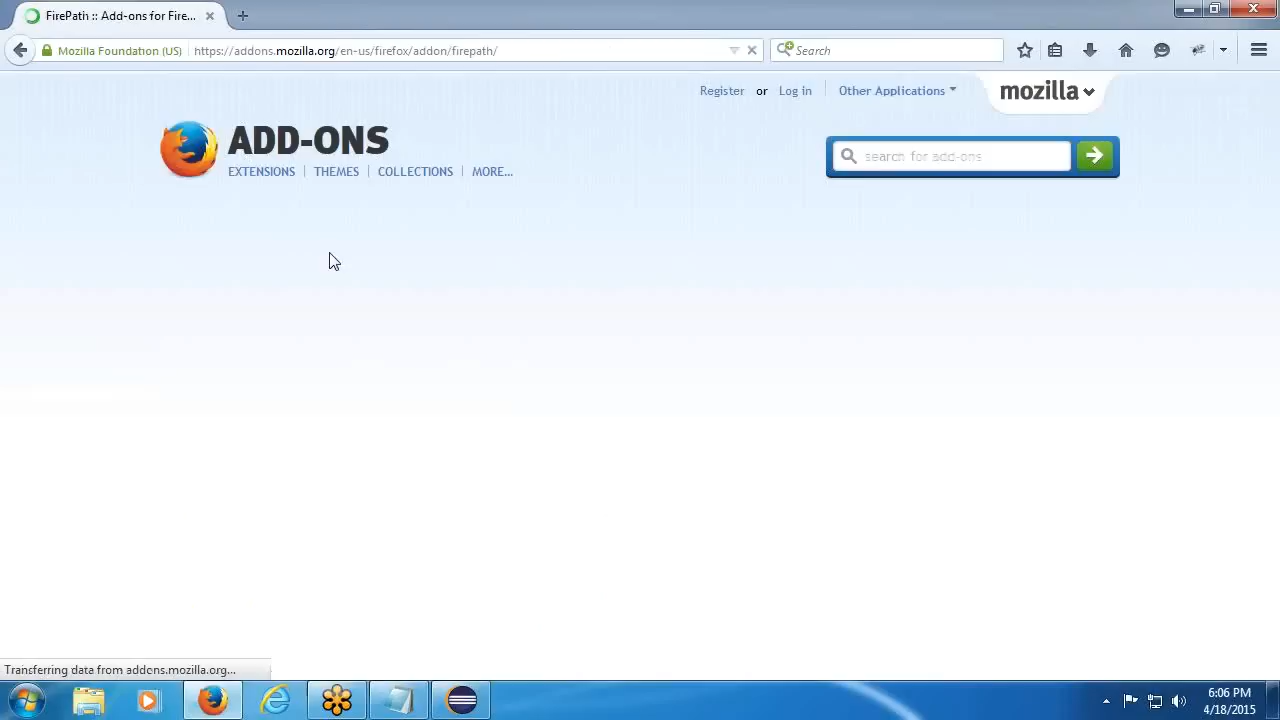 FirePath :: Add-ons for Fire...
Mozilla Foundation (US)
https://addons.mozilla.org/en-us/firefox/addon/firepath/
Search
Register or Log in
Other Applications
mozilla
ADD-ONS
EXTENSIONS
THEMES
COLLECTIONS
MORE...
search for add-ons
Transferring data from addons.mozilla.org...
6:06 PM
4/18/2015